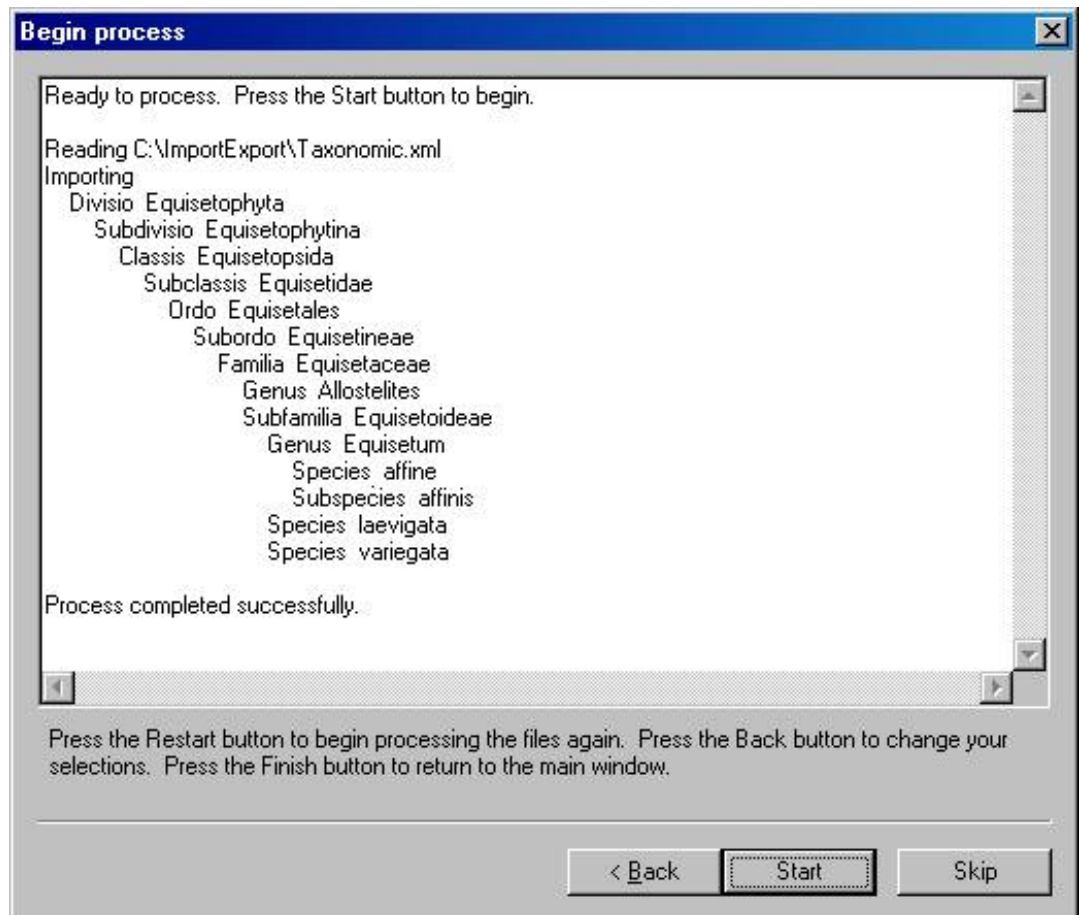 Begin process
Ready to process.  Press the Start button to begin.
Reading C:\ImportExport\Taxonomic.xml
Importing
Divisio  Equisetophyta
Subdivisio  Equisetophytina
Classis  Equisetopsida
Subclassis  Equisetidae
Ordo  Equisetales
Subordo  Equisetineae
Familia  Equisetaceae
Genus  Allostelites
Subfamilia  Equisetoideae
Genus  Equisetum
Species  affine
Subspecies  affinis
Species  laevigata
Species  variegata
Process completed successfully.
Press the Restart button to begin processing the files again.  Press the Back button to change your
selections.  Press the Finish button to return to the main window.
< Back Start Skip